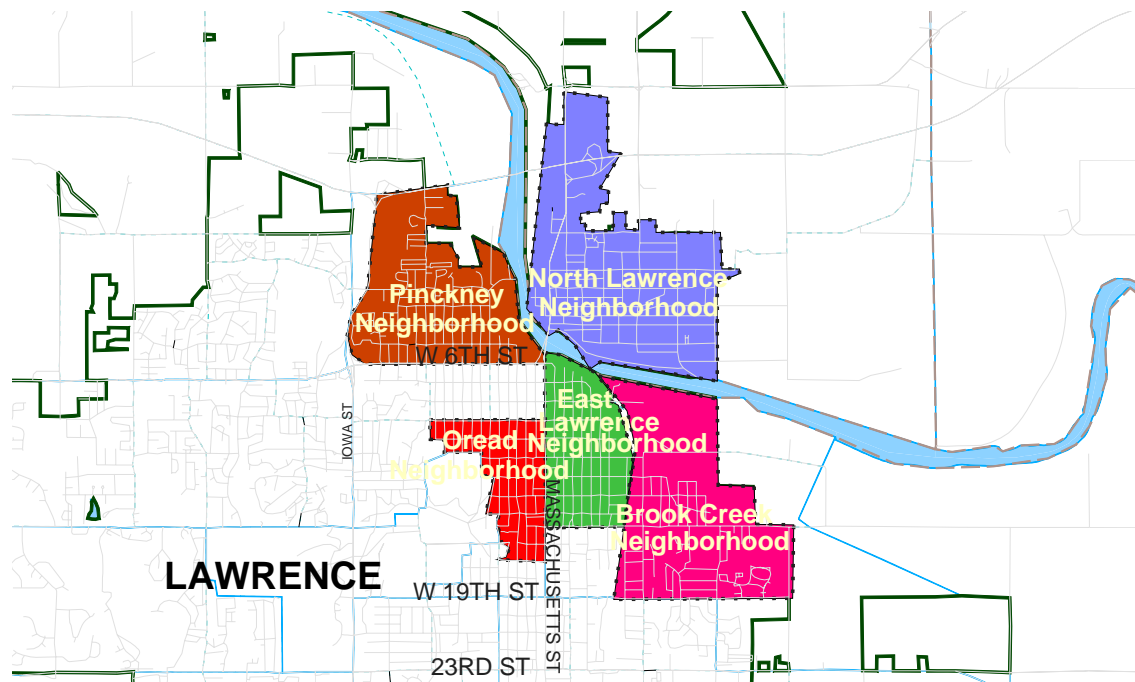 North Lawrence
Neighborhood
Pinckney
Neighborhood
W 6TH ST
East
Lawrence
Neighborhood
Oread
Neighborhood
IOWA ST
MASSACHUSETTS ST
Brook Creek
Neighborhood
LAWRENCE
W 19TH ST
23RD ST